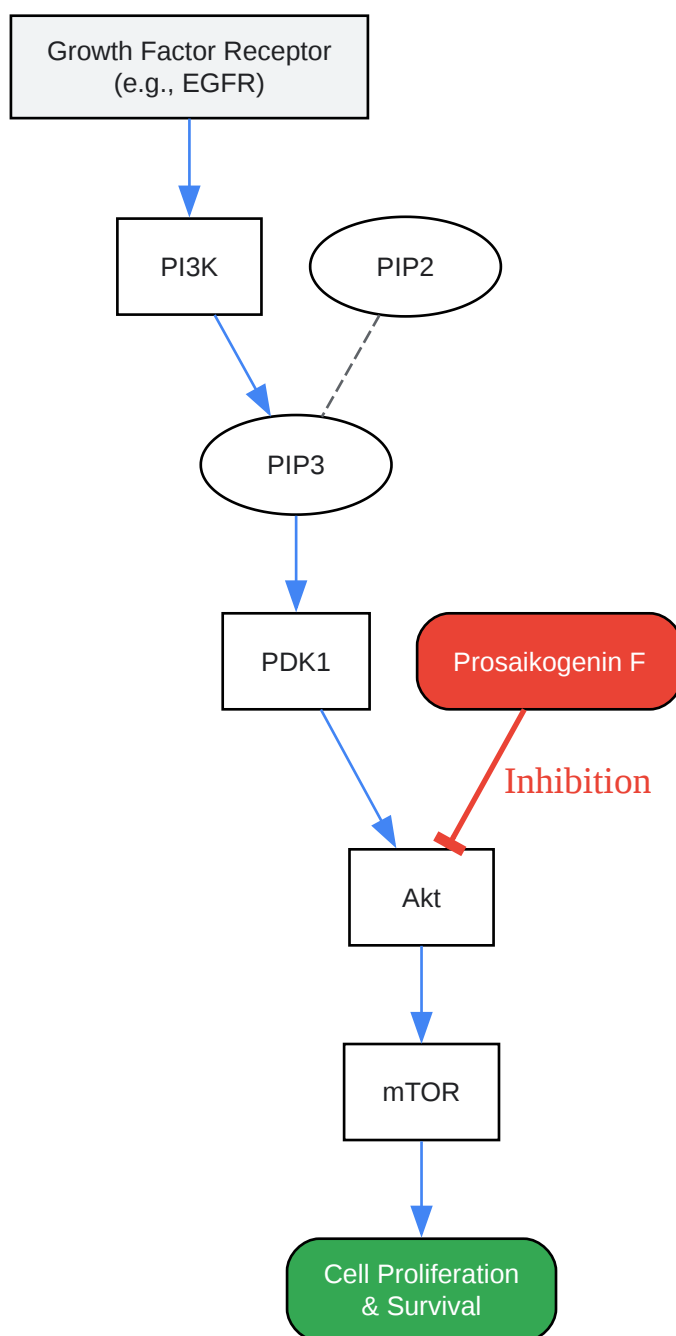 Growth Factor Receptor
(e.g., EGFR)
PI3K
PIP2
PIP3
PDK1
Prosaikogenin F
Inhibition
Akt
mTOR
Cell Proliferation
& Survival